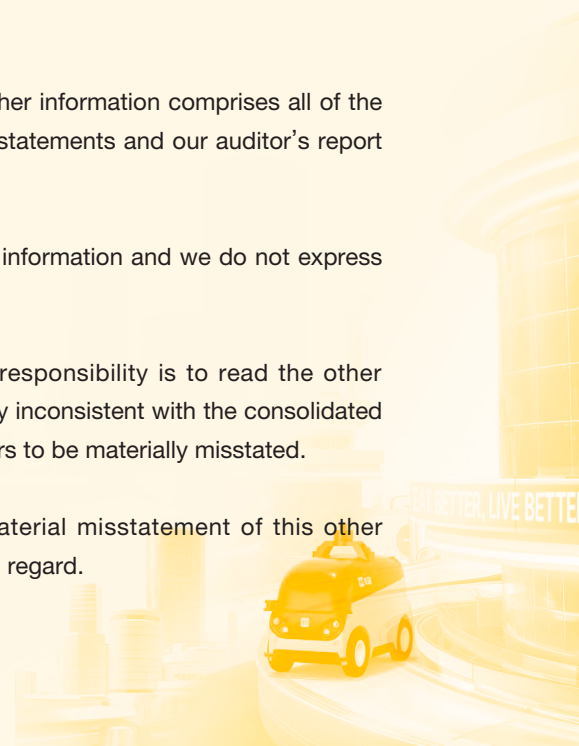 her information comprises all of the
statements and our auditor’s report
information and we do not express
responsibility is to read the other
y inconsistent with the consolidated
rs to be materially misstated.
aterial misstatement of this other
regard.
EAT BETTER, LIVE BETTE